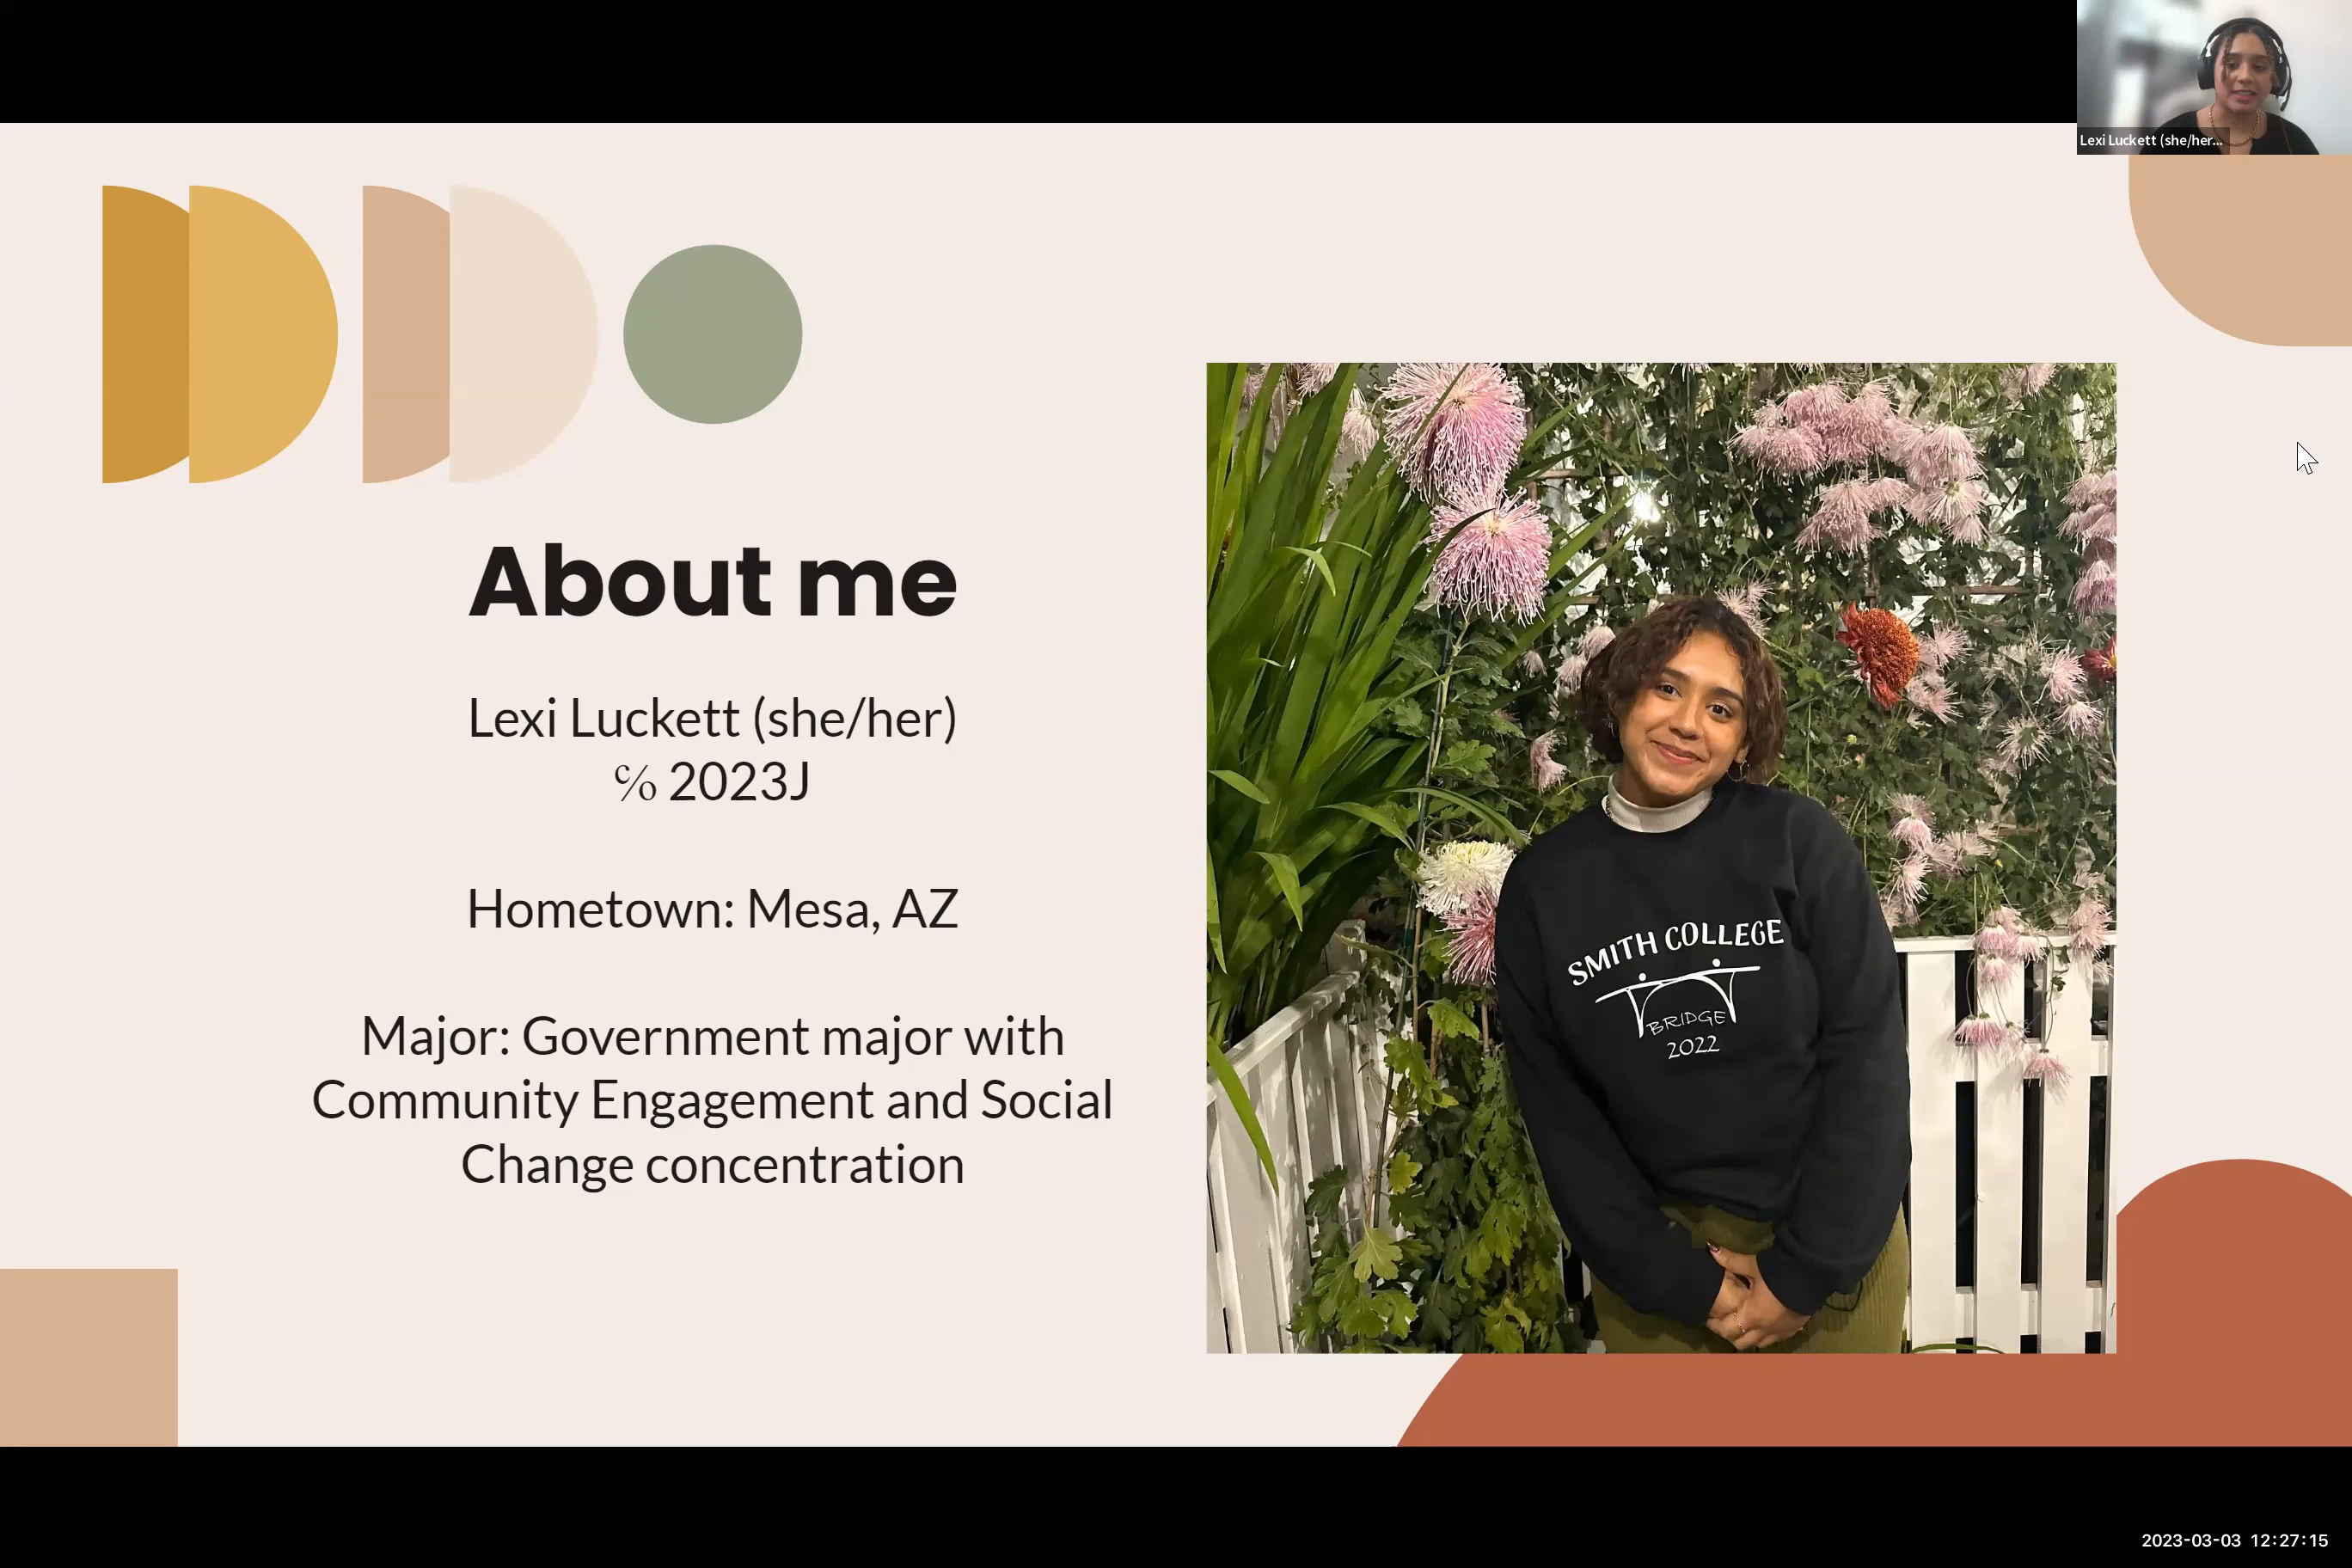 Lexi Luckett (she/her...
About me
Lexi Luckett (she/her)
℅ 2023J
Hometown: Mesa, AZ
Major: Government major with
Community Engagement and Social
Change concentration
SMITH COLLEGE
BRIDGE
2022
2023-03-03 12:27:15